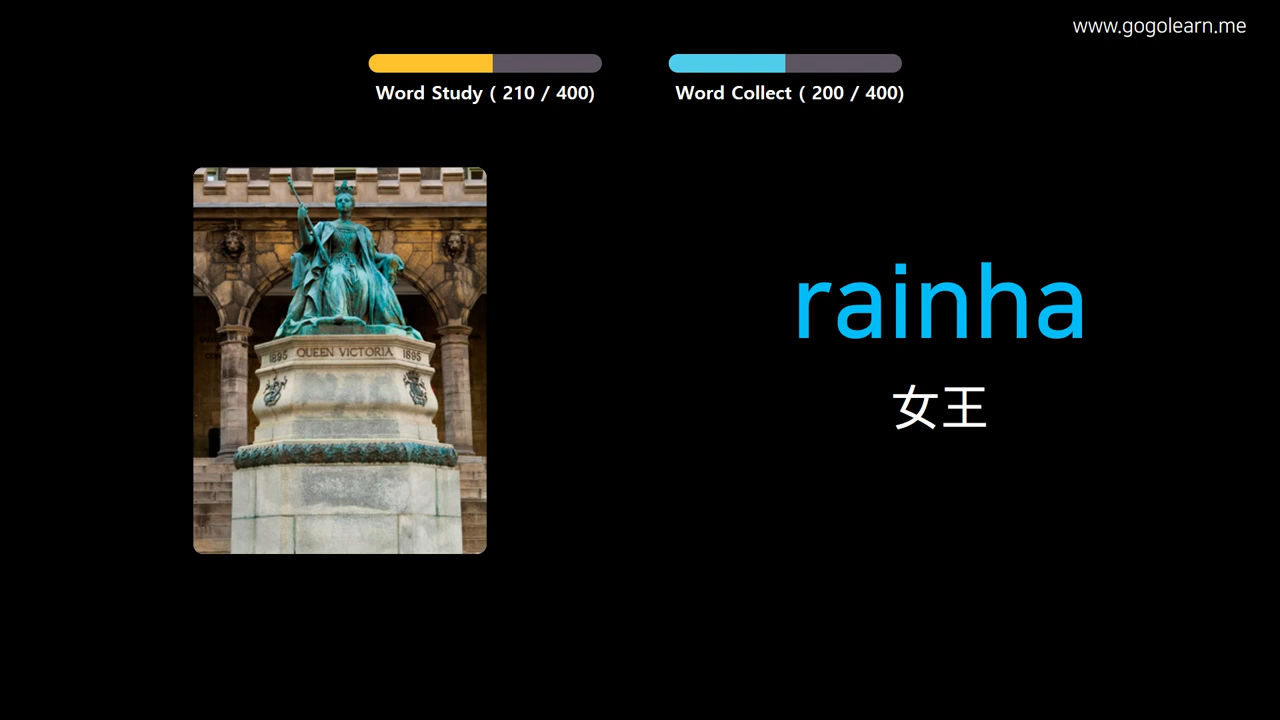 www.gogolearn.me
Word Study ( 210 / 400)
Word Collect ( 200 / 400)
1895 QUEEN VICTORIA 1895
rainha
女王